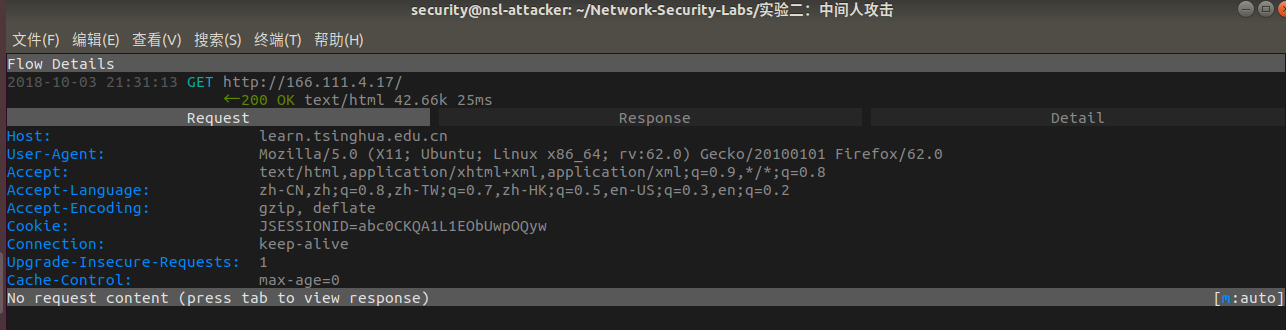 security@nsl-attacker: ~/Network-Security-Labs/实验二：中间人攻击
文件(F) 编辑(E) 查看(V) 搜索(S) 终端(T) 帮助(H)
Flow Details
2018-10-03 21:31:13 GET http://166.111.4.17/
←200 OK text/html 42.66k 25ms
Request Response Detail
Host: learn.tsinghua.edu.cn
User-Agent: Mozilla/5.0 (X11; Ubuntu; Linux x86_64; rv:62.0) Gecko/20100101 Firefox/62.0
Accept: text/html,application/xhtml+xml,application/xml;q=0.9,*/*;q=0.8
Accept-Language: zh-CN,zh;q=0.8,zh-TW;q=0.7,zh-HK;q=0.5,en-US;q=0.3,en;q=0.2
Accept-Encoding: gzip, deflate
Cookie: JSESSIONID=abc0CKQA1L1EObUwpOQyw
Connection: keep-alive
Upgrade-Insecure-Requests: 1
Cache-Control: max-age=0
No request content (press tab to view response) [m:auto]